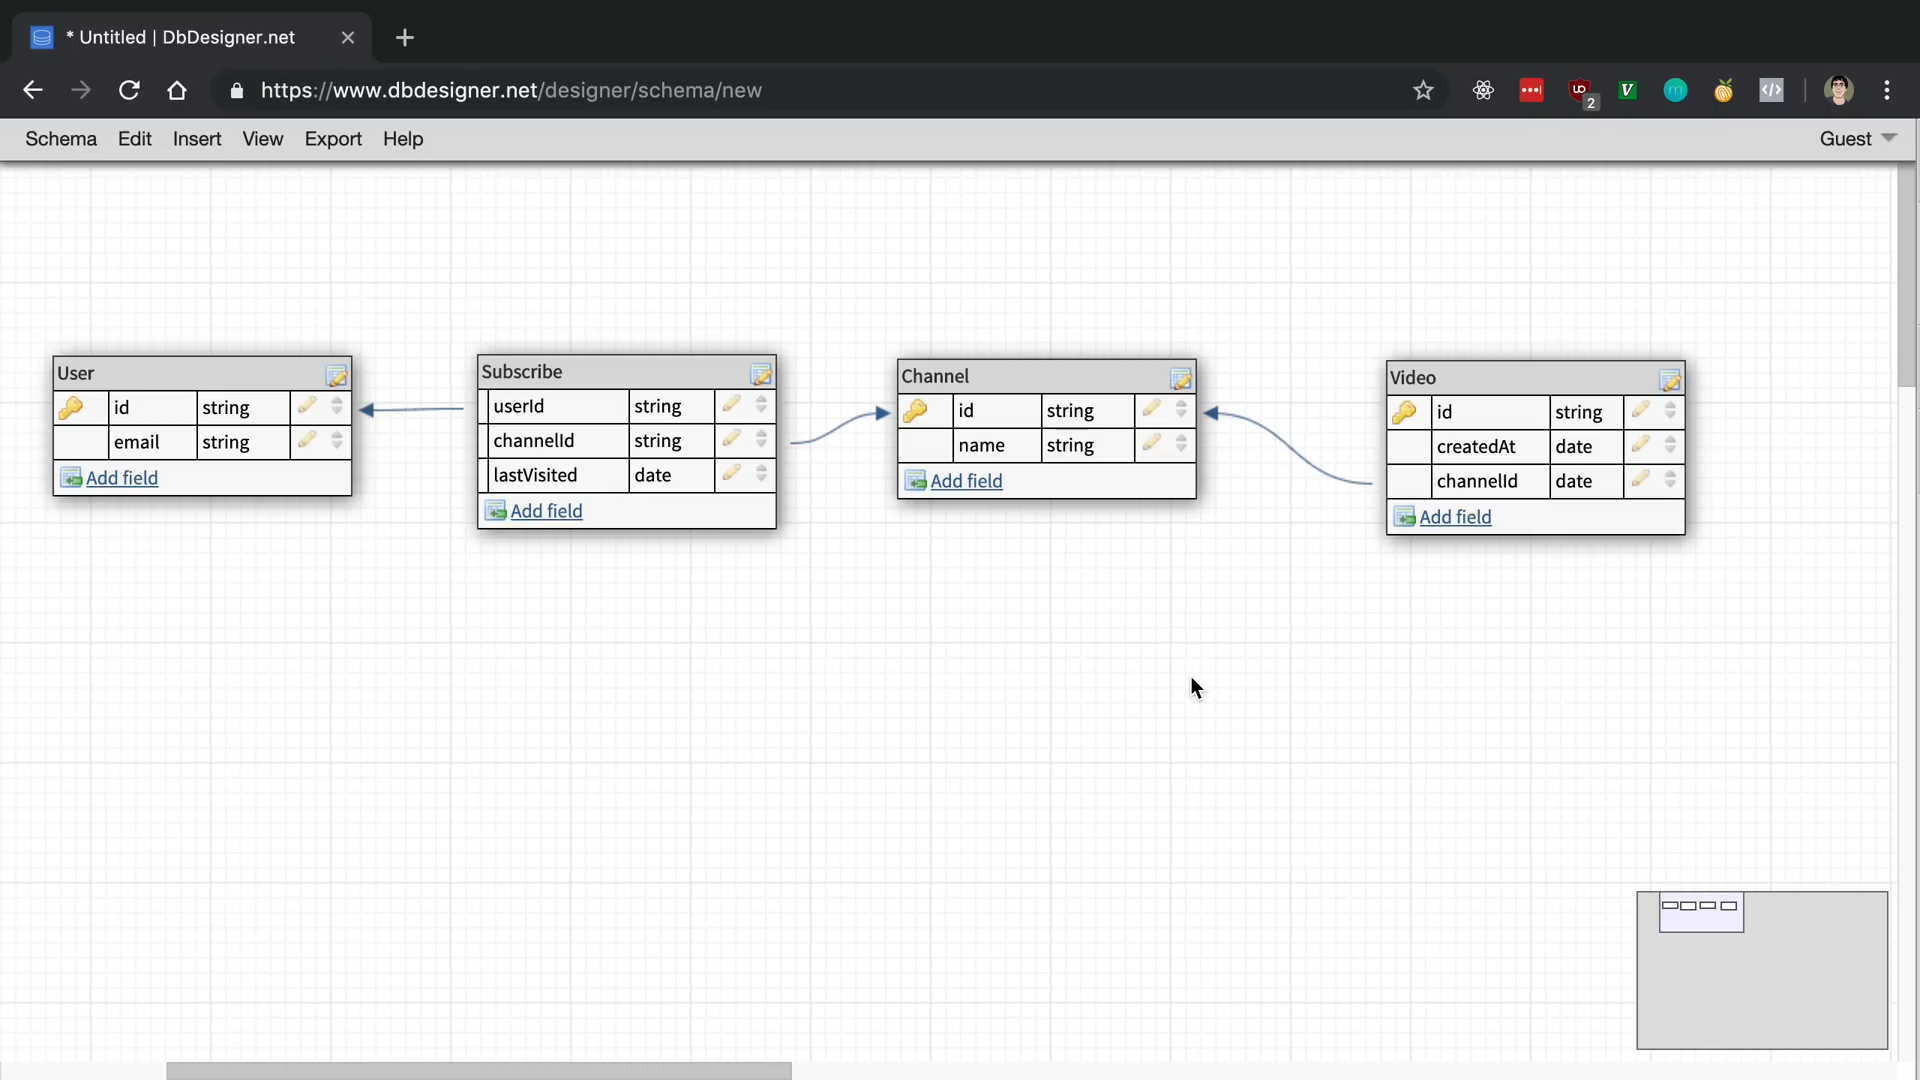 * Untitled | DbDesigner.net
https://www.dbdesigner.net/designer/schema/new
2
Schema Edit Insert View Export Help Guest
User
id string
email string
Add field
Subscribe
userId string
channelId string
lastVisited date
Add field
Channel
id string
name string
Add field
Video
id string
createdAt date
channelId date
Add field